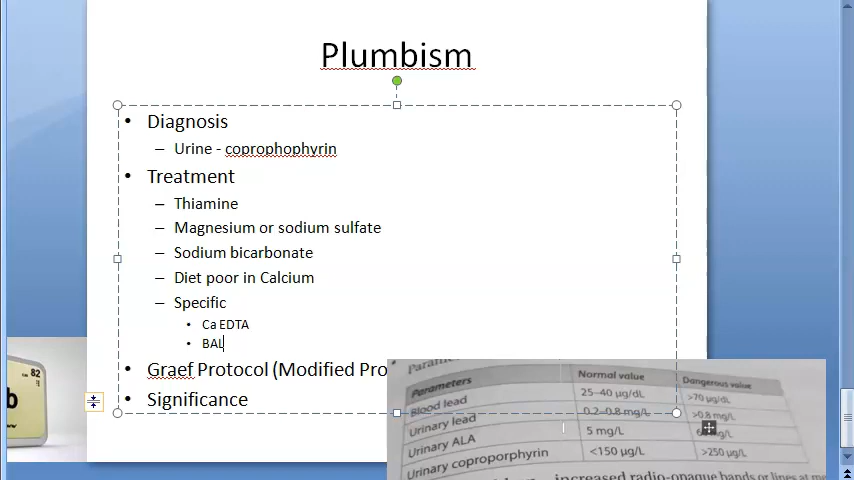 Plumbism
• Diagnosis
– Urine - coprophophyrin
• Treatment
– Thiamine
– Magnesium or sodium sulfate
– Sodium bicarbonate
– Diet poor in Calcium
– Specific
• Ca EDTA
• BAL
• Graef Protocol (Modified Pro
• Significance
82
b
Parameters Normal value Dangerous value
Blood lead 25–40 µg/dL >70 µg/dL
Urinary lead 0.2–0.8 mg/L >0.8 mg/L
Urinary ALA 5 mg/L
Urinary coproporphyrin <150 µg/L >250 µg/L
increased radio-opaque bands or lines at me